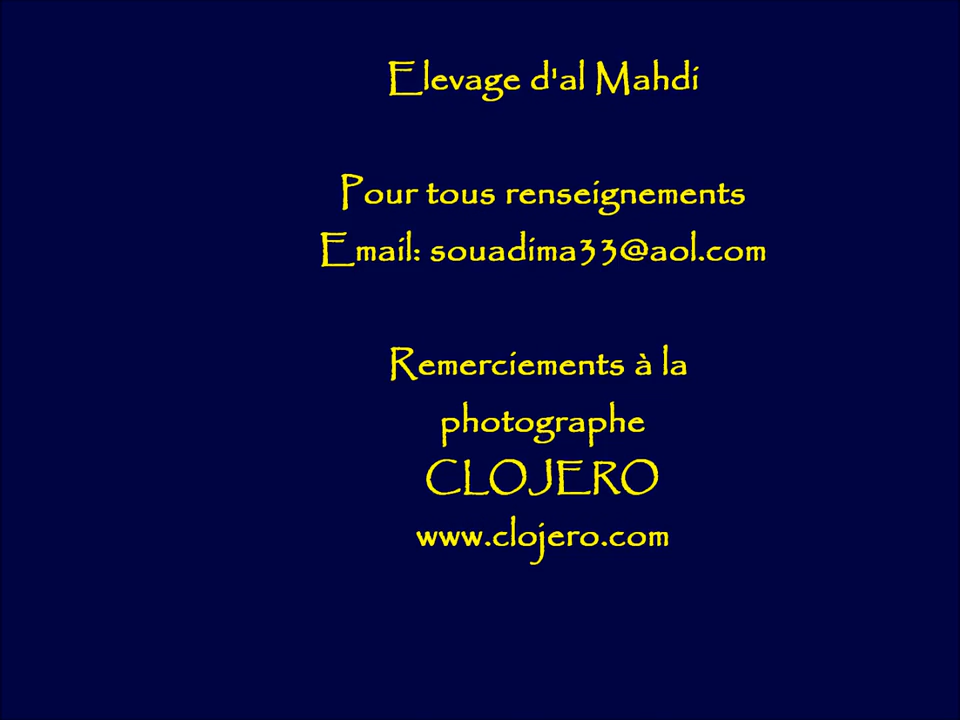 Elevage d'al Mahdi
Pour tous renseignements
Email: souadima33@aol.com
Remerciements à la
photographe
CLOJERO
www.clojero.com